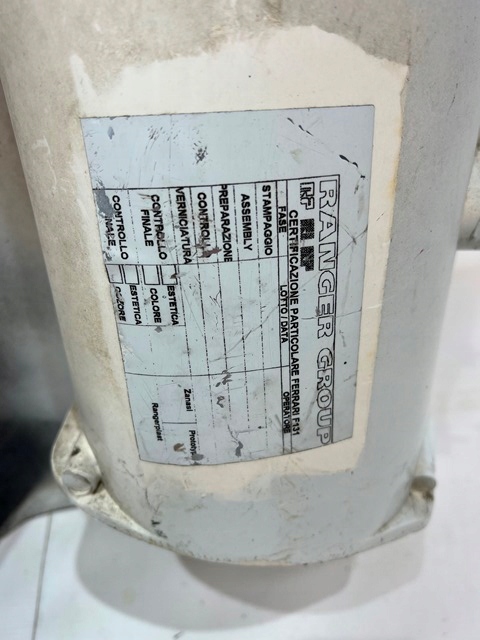 RANGER GROUP
CERTIFICAZIONE PARTICOLARE FERRARI F131
FASE LOTTO / DATA OPERATORE
STAMPAGGIO
ASSEMBLY
PREPARAZIONE
CONTROLLO
VERNICIATURA
CONTROLLO FINALE ESTETICA
COLORE
CONTROLLO FINALE ESTETICA
COLORE
Zanasi
Rangerplast